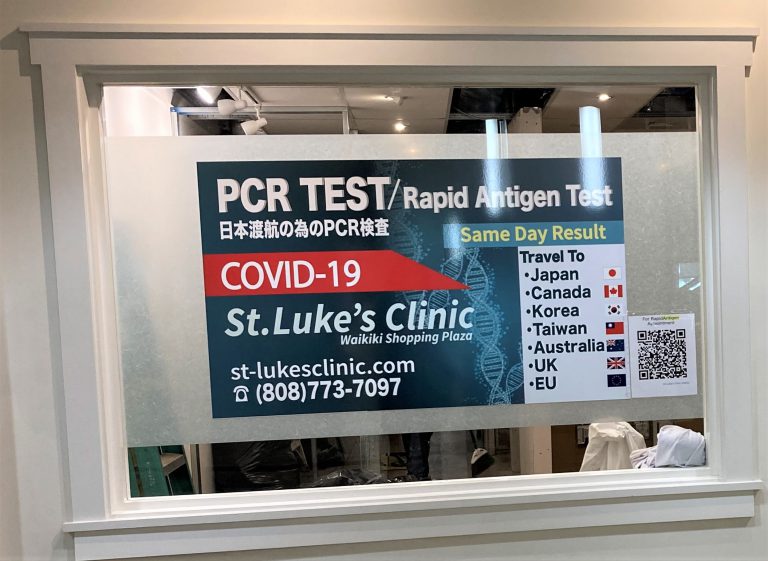 PCR TEST/Rapid Antigen Test
日本渡航の為のPCR検査
Same Day Result
COVID-19
St.Luke's Clinic
Waikiki Shopping Plaza
st-lukesclinic.com
☎ (808)773-7097
Travel To
•Japan
•Canada
•Korea
•Taiwan
•Australia
•UK
•EU
For RapidAntigen